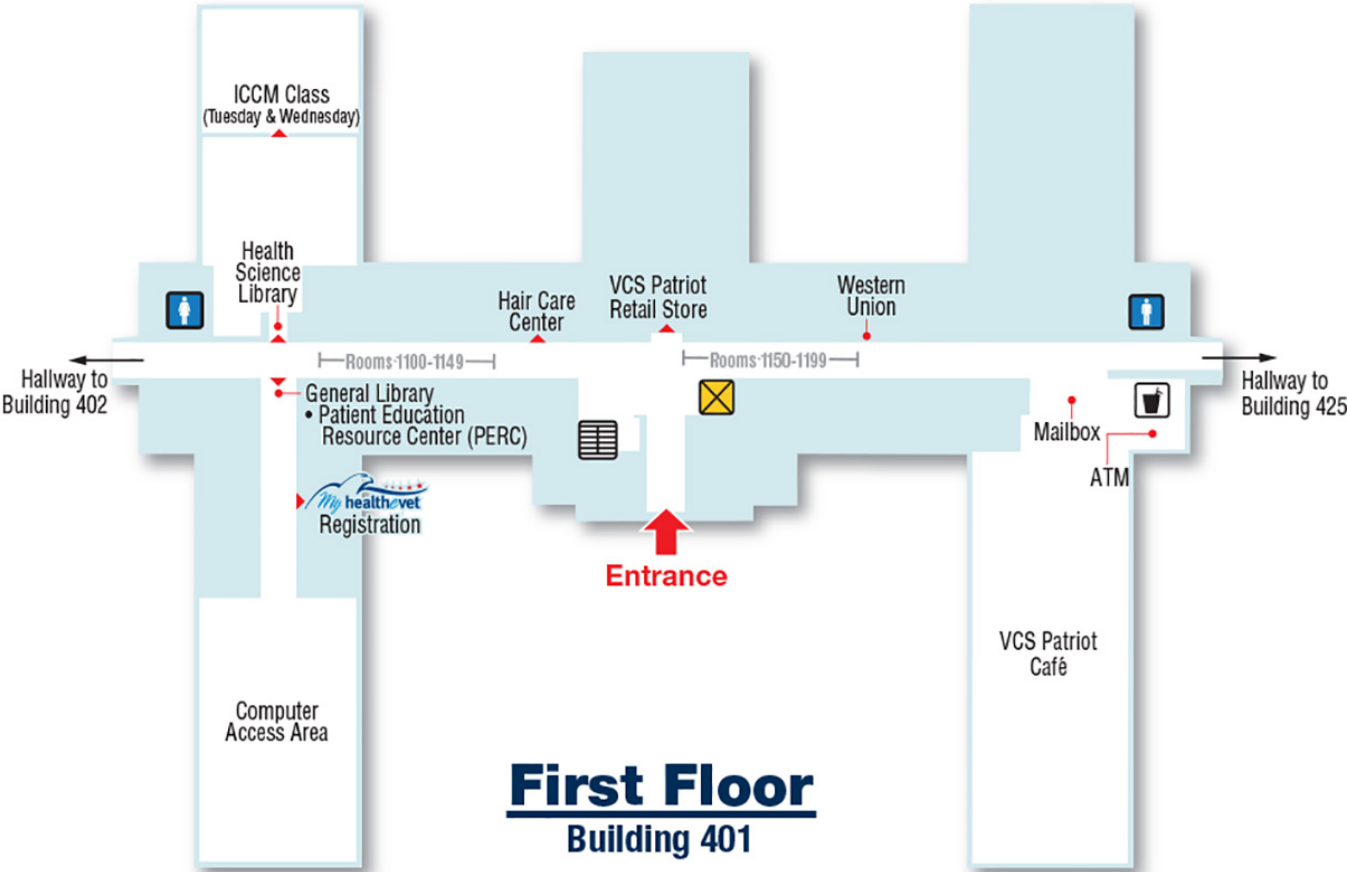 ICCM Class
(Tuesday & Wednesday)
Health
Science
Library
Hair Care
Center
VCS Patriot
Retail Store
Western
Union
Rooms 1100-1149
Rooms 1150-1199
Hallway to
Building 402
Hallway to
Building 425
General Library
• Patient Education
Resource Center (PERC)
Mailbox
ATM
My healthevet
Registration
Entrance
VCS Patriot
Café
Computer
Access Area
First Floor
Building 401